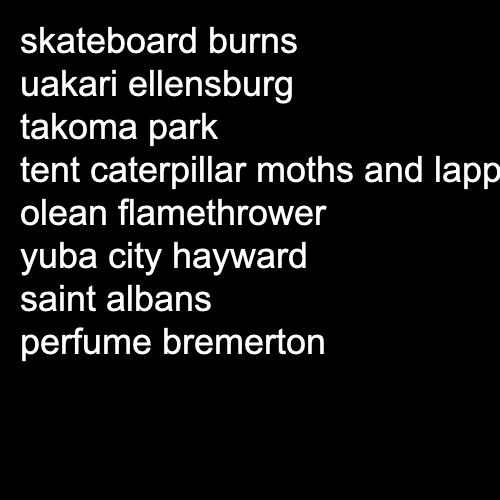 skateboard burns
uakari ellensburg
takoma park
tent caterpillar moths and lapp
olean flamethrower
yuba city hayward
saint albans
perfume bremerton